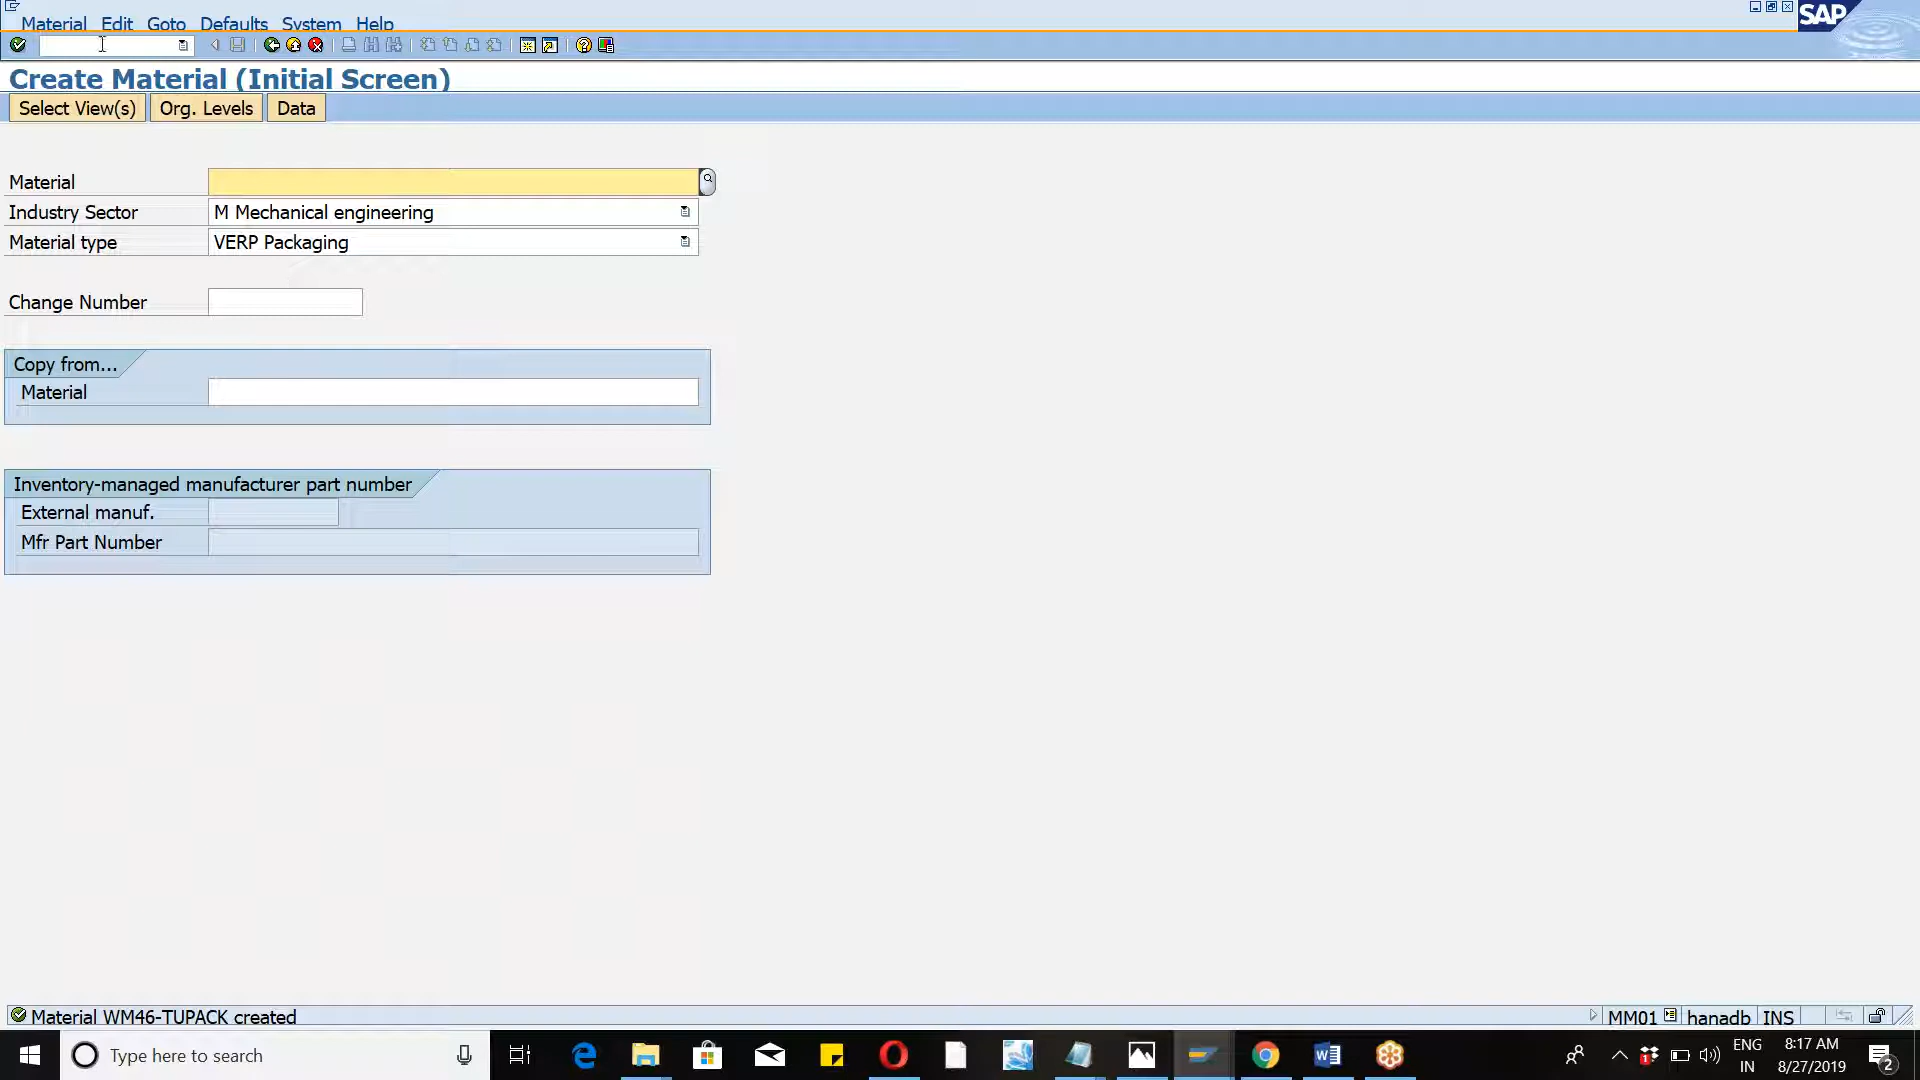 Material Edit Goto Defaults System Help
SAP
Create Material (Initial Screen)
Select View(s) Org. Levels Data
Material
Industry Sector M Mechanical engineering
Material type VERP Packaging
Change Number
Copy from...
Material
Inventory-managed manufacturer part number
External manuf.
Mfr Part Number
Material WM46-TUPACK created
MM01 hanadb INS
Type here to search
ENG
IN
8:17 AM
8/27/2019
2